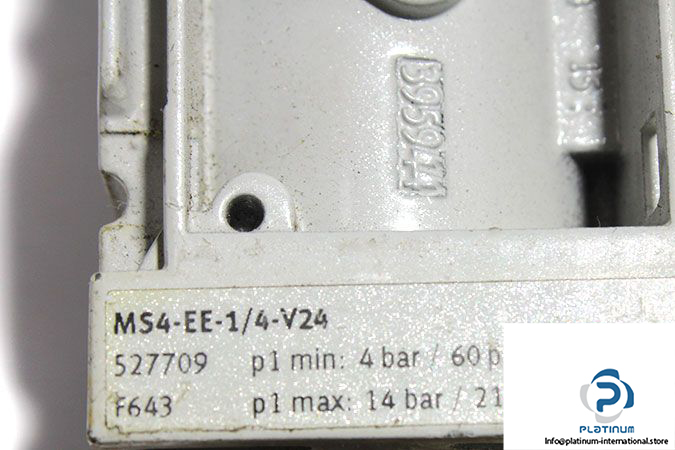 B959441
MS4-EE-1/4-V24
527709 p1 min: 4 bar / 60 p
F643 p1 max: 14 bar / 21
PLATINUM
Info@platinum-international.store